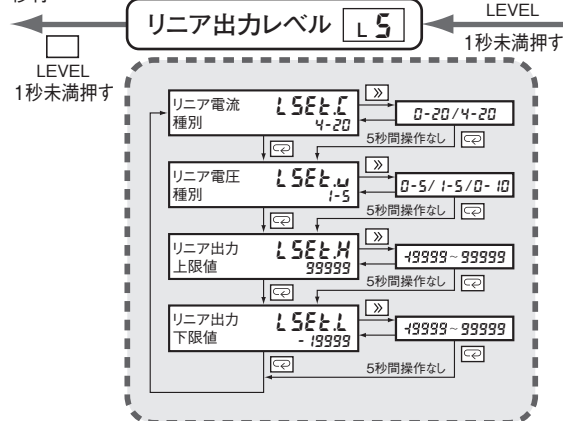 リニア出力レベル L 5
LEVEL
1秒未満押す
LEVEL
1秒未満押す
リニア電流
種別
LSEt.C
4-20
0-20/4-20
5秒間操作なし
リニア電圧
種別
LSEt.u
1-5
0-5/1-5/0-10
5秒間操作なし
リニア出力
上限値
LSEt.H
99999
-19999~99999
5秒間操作なし
リニア出力
下限値
LSEt.L
-19999
-19999~99999
5秒間操作なし